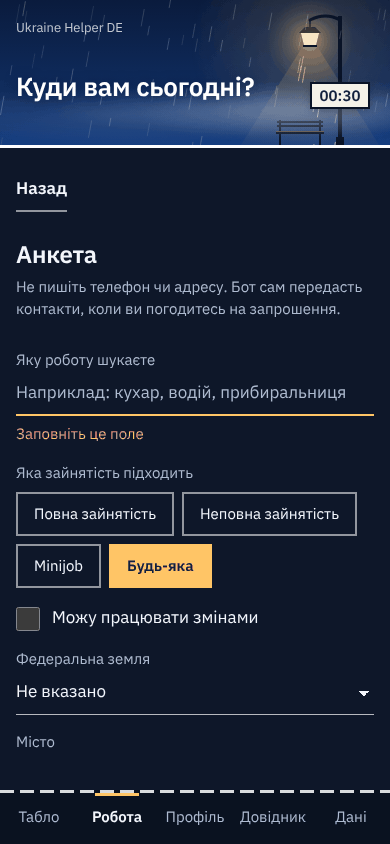 Ukraine Helper DE
Куди вам сьогодні?
00:30
Назад
Анкета
Не пишіть телефон чи адресу. Бот сам передасть
контакти, коли ви погодитесь на запрошення.
Яку роботу шукаєте
Наприклад: кухар, водій, прибиральниця
Заповніть це поле
Яка зайнятість підходить
Повна зайнятість
Неповна зайнятість
Minijob
Будь-яка
Можу працювати змінами
Федеральна земля
Не вказано
Місто
Табло Робота Профіль Довідник Дані